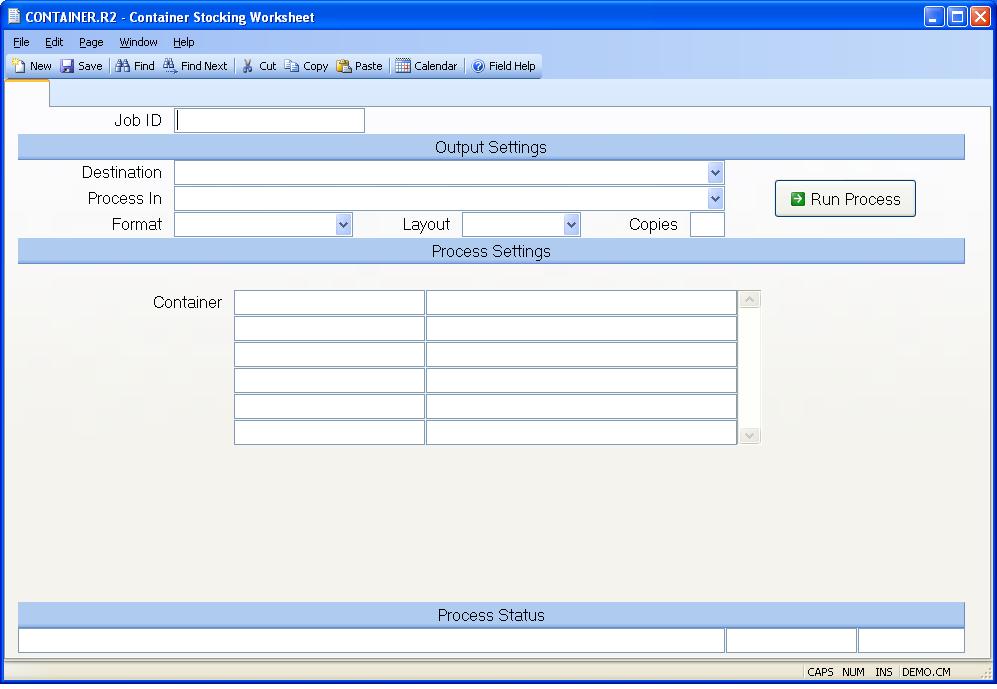 CONTAINER.R2 - Container Stocking Worksheet
File Edit Page Window Help
New Save Find Find Next Cut Copy Paste Calendar Field Help
Job ID
Output Settings
Destination
Process In
Run Process
Format Layout Copies
Process Settings
Container
Process Status
CAPS NUM INS DEMO.CM